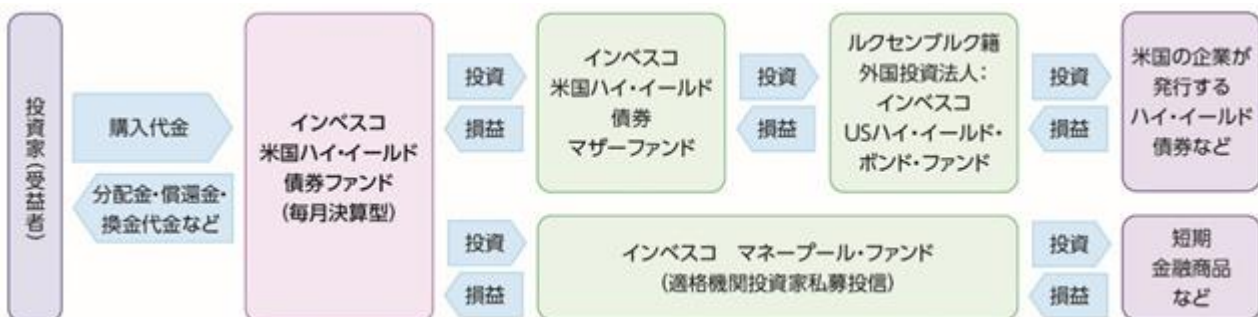 投資家(受益者)
購入代金
分配金・償還金・
換金代金など
インベスコ
米国ハイ・イールド
債券ファンド
(毎月決算型)
投資
損益
インベスコ
米国ハイ・イールド
債券
マザーファンド
投資
損益
ルクセンブルク籍
外国投資法人:
インベスコ
USハイ・イールド・
ボンド・ファンド
投資
損益
米国の企業が
発行する
ハイ・イールド
債券など
投資
損益
インベスコ　マネープール・ファンド
(適格機関投資家私募投信)
投資
損益
短期
金融商品
など